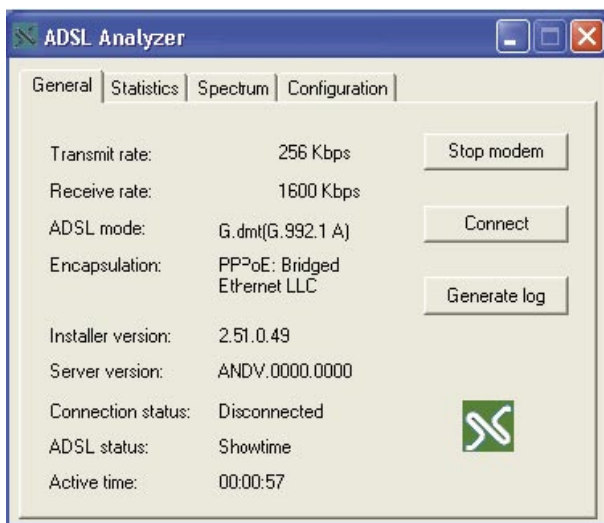 ADSL Analyzer
General Statistics Spectrum Configuration
Transmit rate: 256 Kbps Stop modem
Receive rate: 1600 Kbps
ADSL mode: G.dmt(G.992.1 A) Connect
Encapsulation: PPPoE: Bridged
Ethernet LLC
Generate log
Installer version: 2.51.0.49
Server version: ANDV.0000.0000
Connection status: Disconnected
ADSL status: Showtime
Active time: 00:00:57